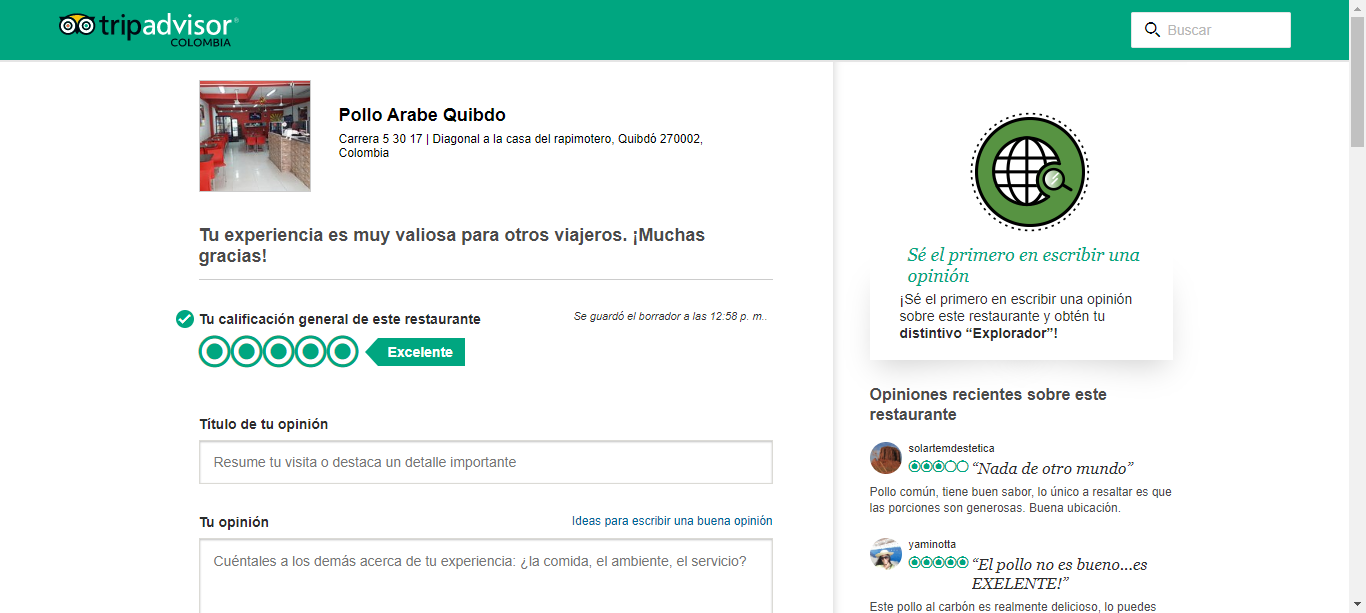 tripadvisor
COLOMBIA
Buscar
Pollo Arabe Quibdo
Carrera 5 30 17 | Diagonal a la casa del rapimotero, Quibdó 270002,
Colombia
Tu experiencia es muy valiosa para otros viajeros. ¡Muchas
gracias!
Tu calificación general de este restaurante
Se guardó el borrador a las 12:58 p. m..
Excelente
Título de tu opinión
Resume tu visita o destaca un detalle importante
Tu opinión
Ideas para escribir una buena opinión
Cuéntales a los demás acerca de tu experiencia: ¿la comida, el ambiente, el servicio?
Sé el primero en escribir una
opinión
¡Sé el primero en escribir una opinión
sobre este restaurante y obtén tu
distintivo “Explorador”!
Opiniones recientes sobre este
restaurante
solartemdestetica
“Nada de otro mundo”
Pollo común, tiene buen sabor, lo único a resaltar es que
las porciones son generosas. Buena ubicación.
yaminotta
“El pollo no es bueno...es
EXELENTE!”
Este pollo al carbón es realmente delicioso, lo puedes